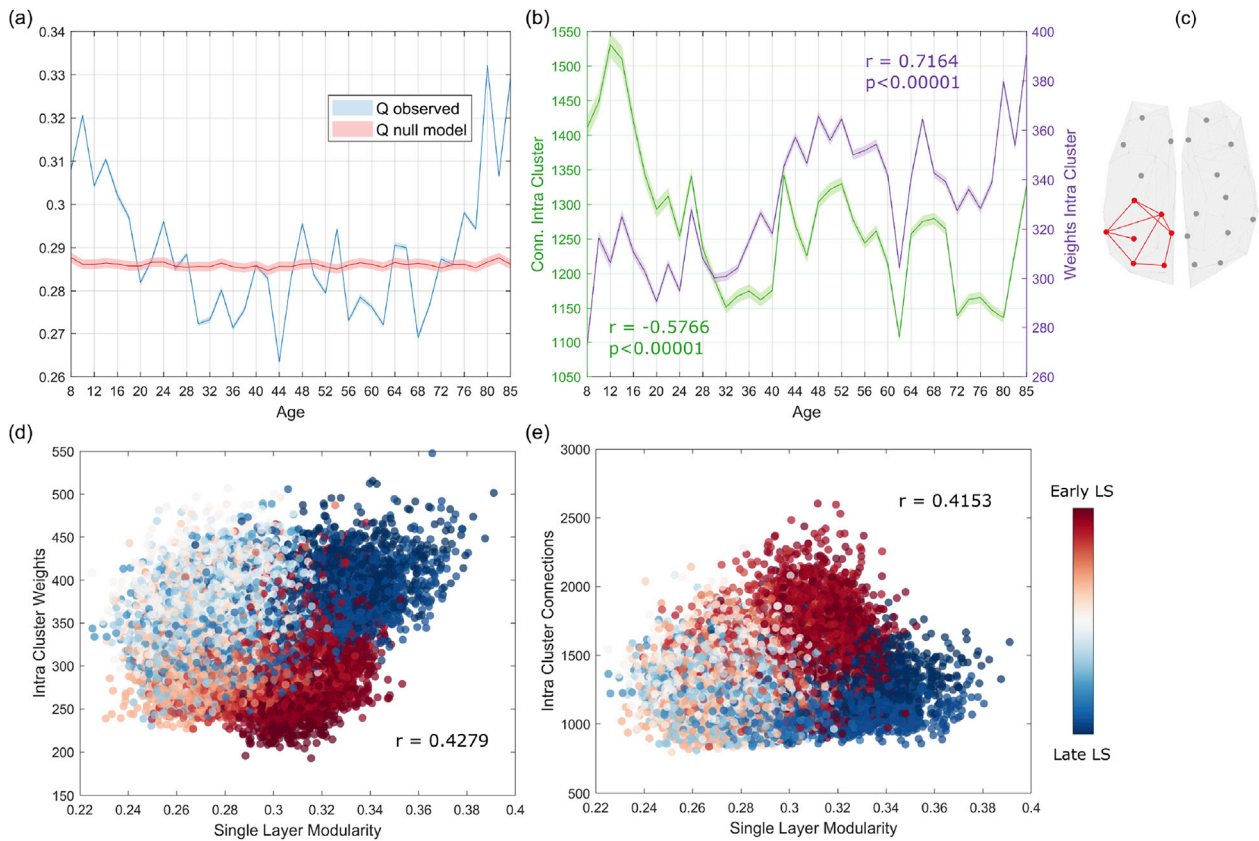 (a)
0.34
0.33
0.32
0.31
0.3
0.29
0.28
0.27
0.26
Q observed
Q null model
8 12 16 20 24 28 32 36 40 44 48 52 56 60 64 68 72 76 80 85
Age
(b)
Conn. Intra Cluster
1550
1500
1450
1400
1350
1300
1250
1200
1150
1100
1050
r = 0.7164
p<0.00001
r = -0.5766
p<0.00001
400
380
360
340
320
300
280
260
Weights Intra Cluster
8 12 16 20 24 28 32 36 40 44 48 52 56 60 64 68 72 76 80 85
Age
(c)
(d)
Intra Cluster Weights
550
500
450
400
350
300
250
200
150
r = 0.4279
0.22 0.24 0.26 0.28 0.3 0.32 0.34 0.36 0.38 0.4
Single Layer Modularity
(e)
Intra Cluster Connections
3000
2500
2000
1500
1000
500
r = 0.4153
0.22 0.24 0.26 0.28 0.3 0.32 0.34 0.36 0.38 0.4
Single Layer Modularity
Early LS
Late LS